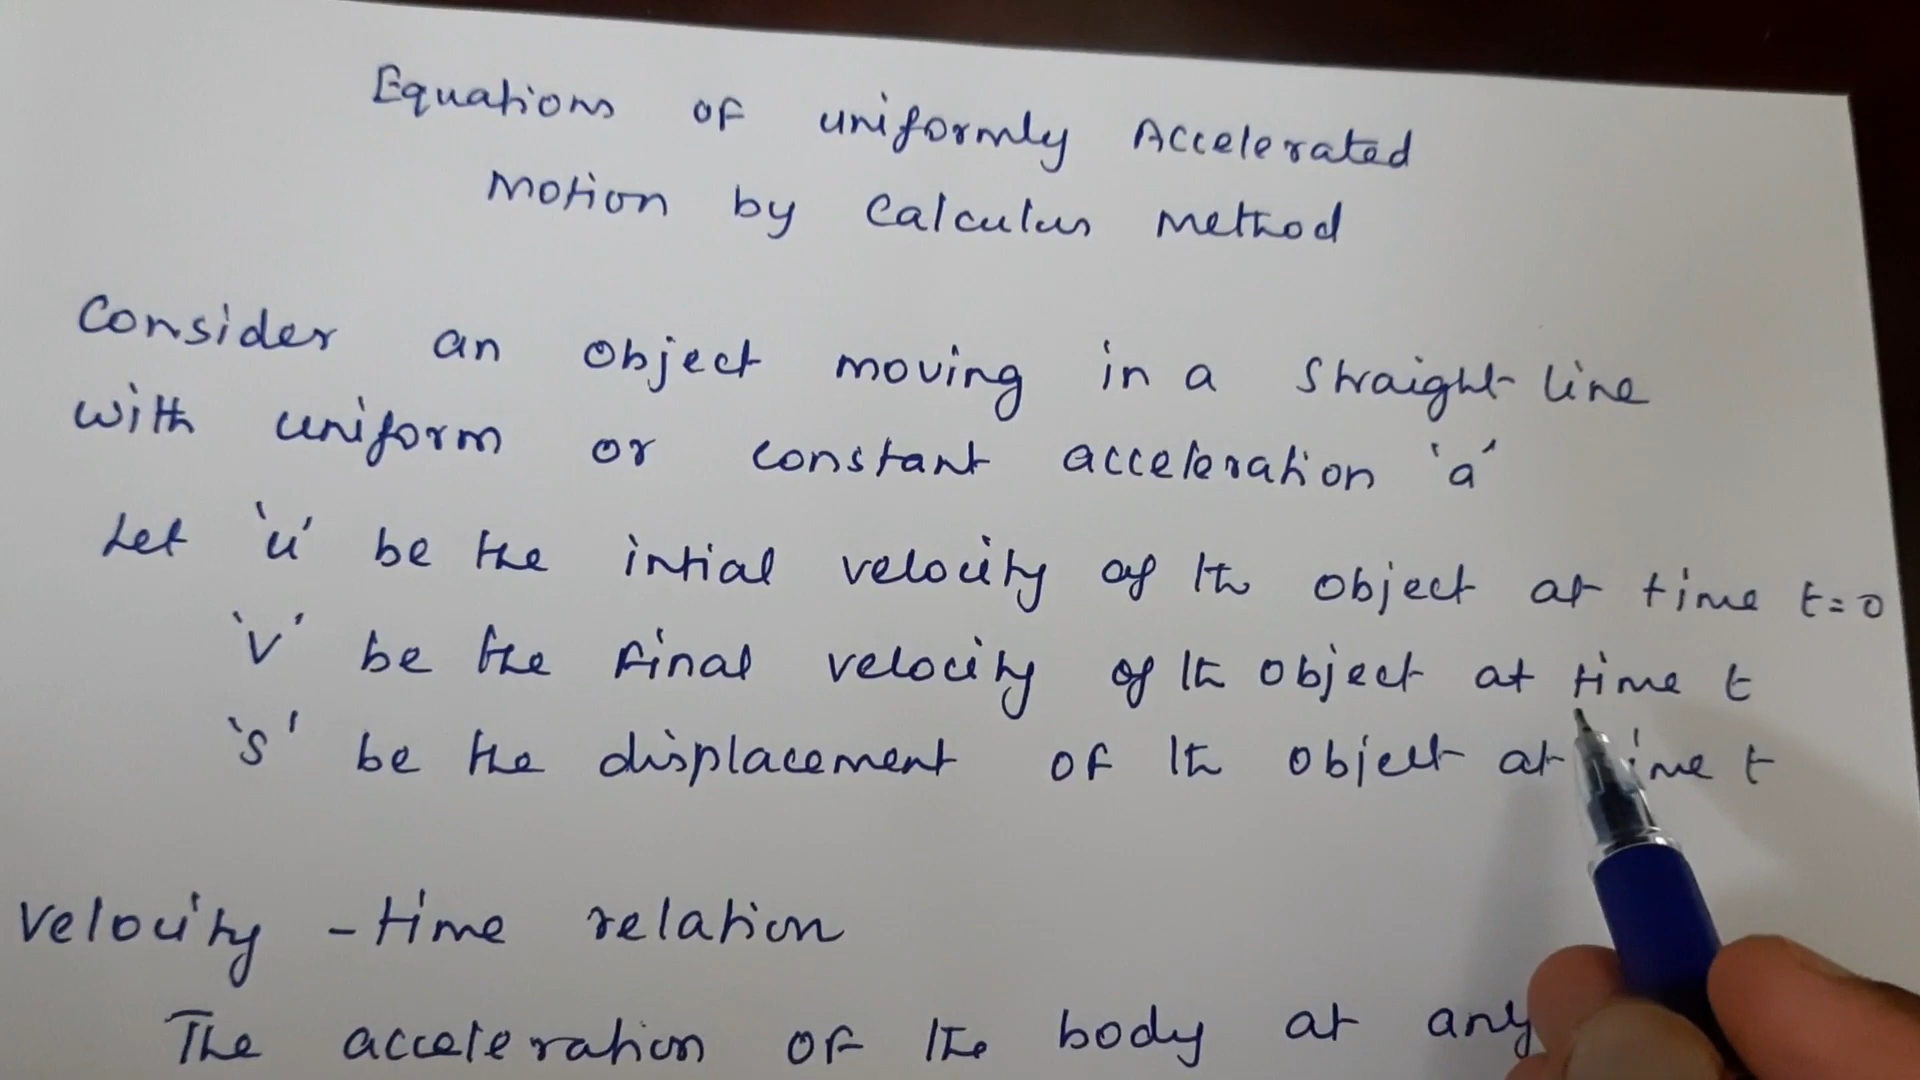 Equations of uniformly Accelerated
Motion by Calculus Method
Consider an object moving in a straight line
with uniform or constant acceleration 'a'
Let 'u' be the intial velocity of the object at time t=0
'v' be the final velocity of the object at time t
's' be the displacement of the object at time t
Velocity - time relation
The acceleration of the body at any